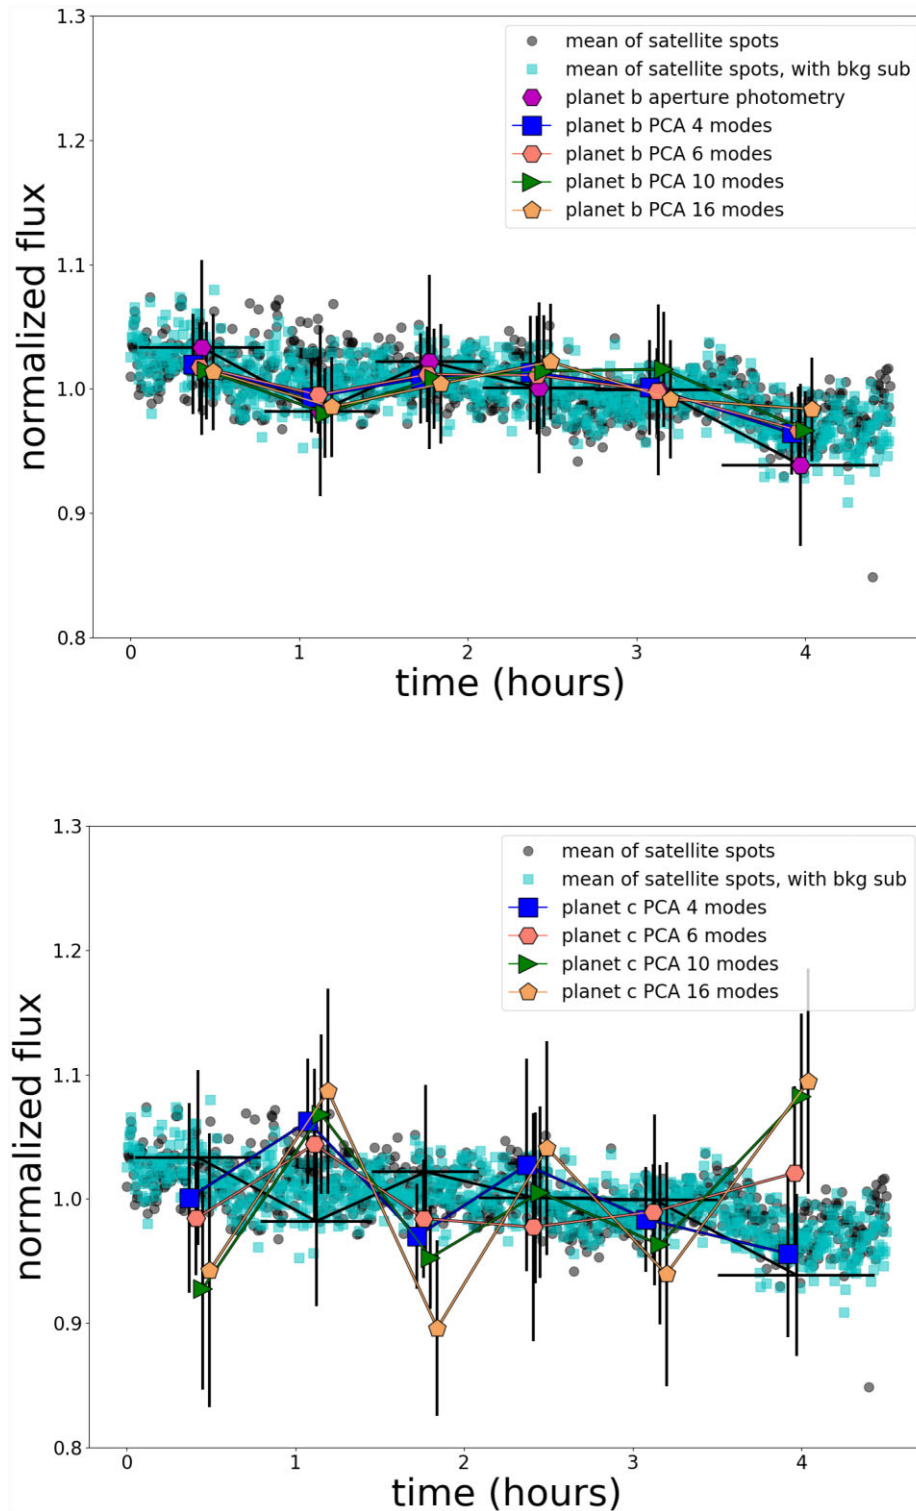 1.3
1.2
1.1
1.0
0.9
0.8
normalized flux
mean of satellite spots
mean of satellite spots, with bkg sub
planet b aperture photometry
planet b PCA 4 modes
planet b PCA 6 modes
planet b PCA 10 modes
planet b PCA 16 modes
0 1 2 3 4
time (hours)
1.3
1.2
1.1
1.0
0.9
0.8
normalized flux
mean of satellite spots
mean of satellite spots, with bkg sub
planet c PCA 4 modes
planet c PCA 6 modes
planet c PCA 10 modes
planet c PCA 16 modes
0 1 2 3 4
time (hours)